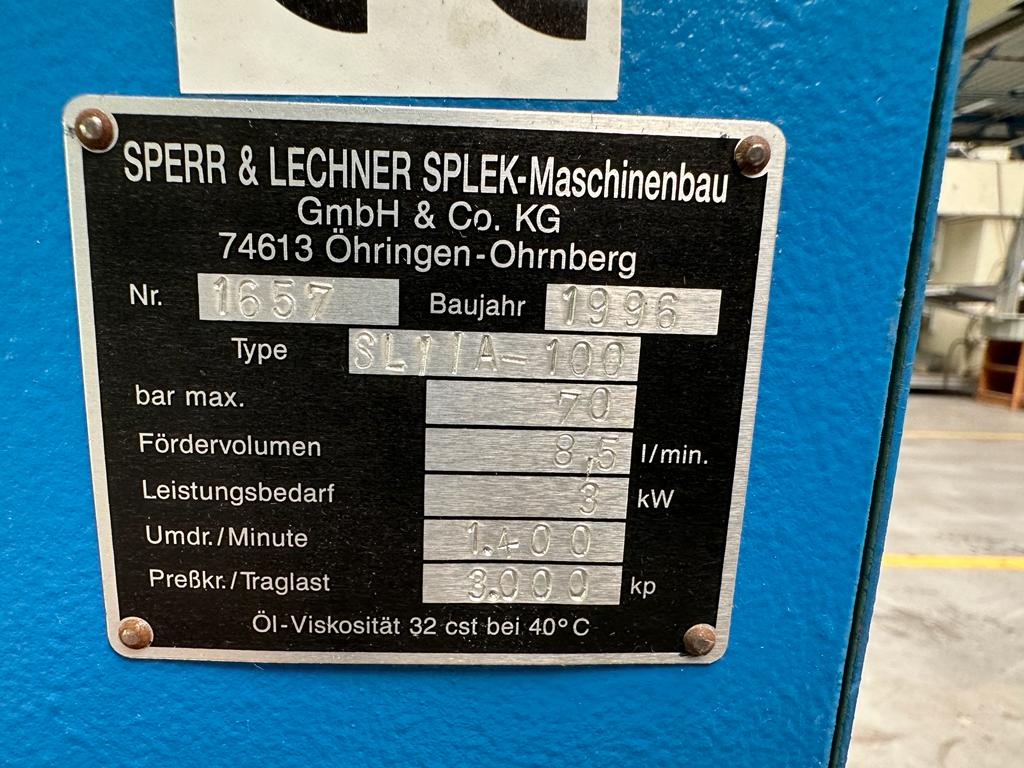 SPERR & LECHNER SPLEK-Maschinenbau
GmbH & Co. KG
74613 Öhringen-Ohrnberg
Nr. 1657 Baujahr 1996
Type SL11A-100
bar max. 70
Fördervolumen 8,5 l/min.
Leistungsbedarf 3 kW
Umdr./Minute 1.400
Preßkr./Traglast 3.000 kp
Öl-Viskosität 32 cst bei 40° C